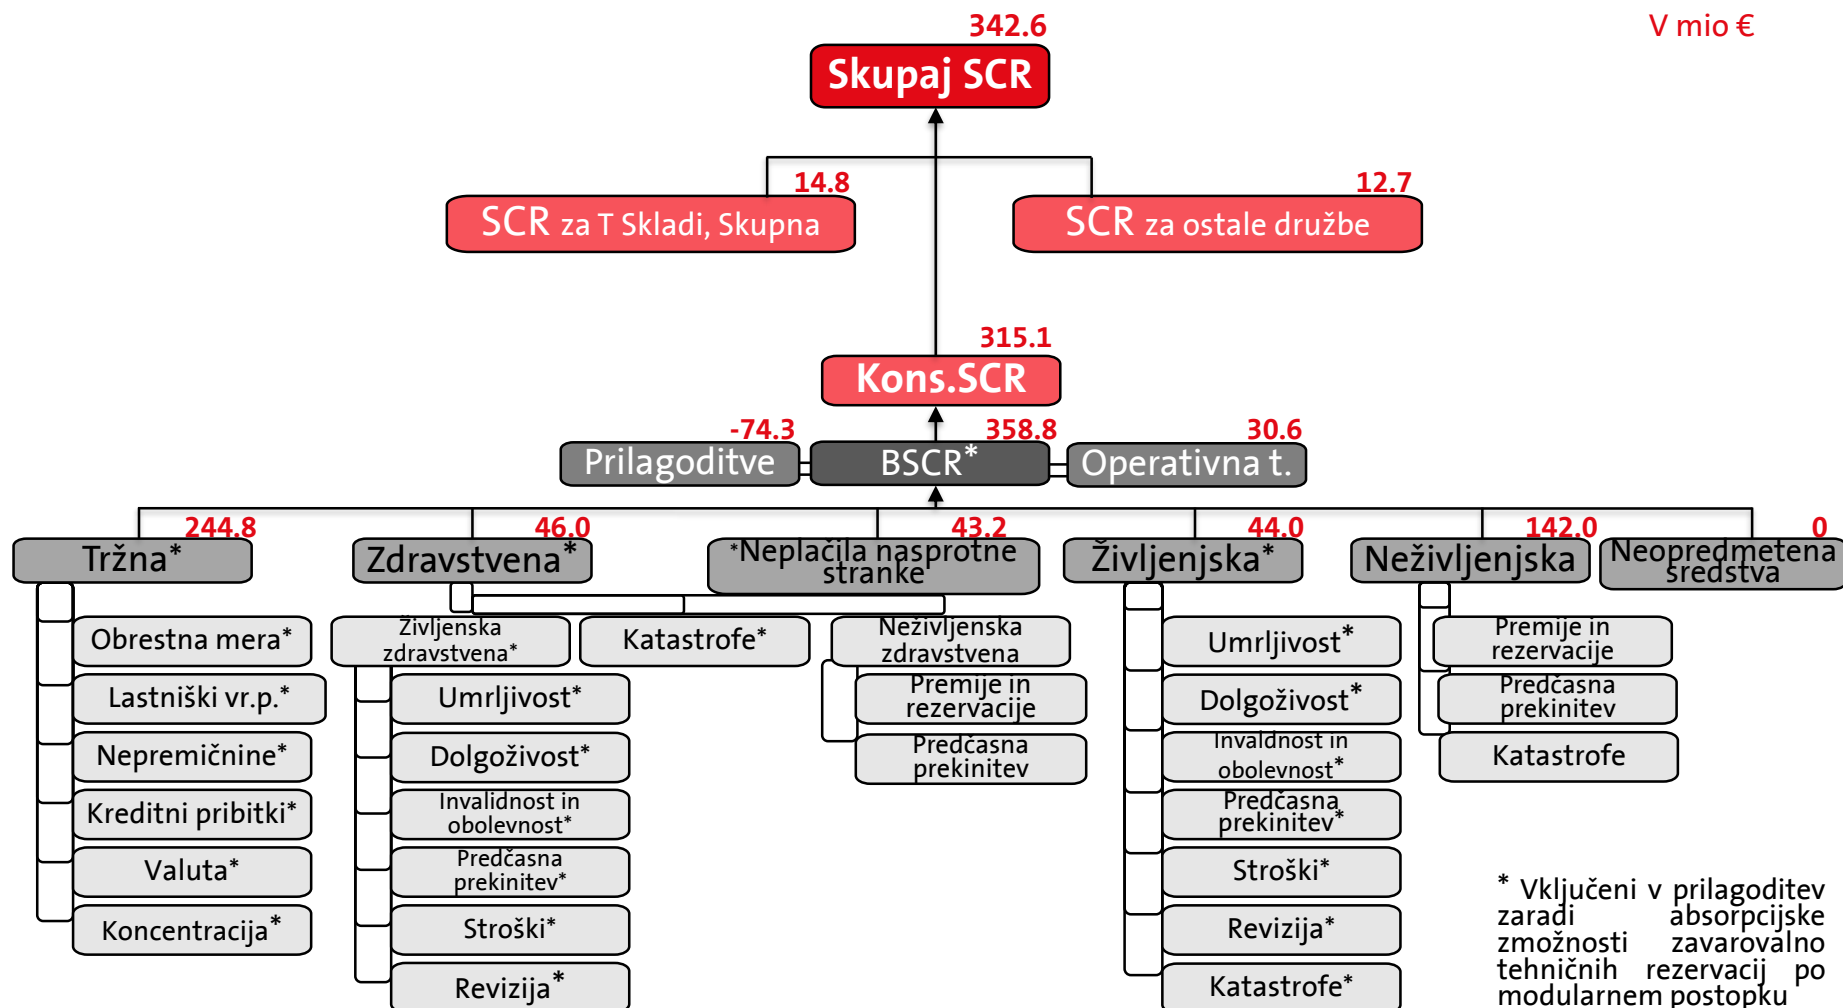 342.6
V mio €
Skupaj SCR
14.8
12.7
SCR za T Skladi, Skupna
SCR za ostale družbe
315.1
Kons.SCR
-74.3
358.8
30.6
Prilagoditve
BSCR*
Operativna t.
244.8
46.0
43.2
44.0
142.0
0
Tržna*
Zdravstvena*
*Neplačila nasprotne
stranke
Življenjska*
Neživljenjska
Neopredmetena
sredstva
Obrestna mera*
Lastniški vr.p.*
Nepremičnine*
Kreditni pribitki*
Valuta*
Koncentracija*
Življenska
zdravstvena*
Umrljivost*
Dolgoživost*
Invalidnost in
obolevnost*
Predčasna
prekinitev*
Stroški*
Revizija*
Katastrofe*
Neživljenska
zdravstvena
Premije in
rezervacije
Predčasna
prekinitev
Umrljivost*
Dolgoživost*
Invaldnost in
obolevnost*
Predčasna
prekinitev*
Stroški*
Revizija*
Katastrofe*
Premije in
rezervacije
Predčasna
prekinitev
Katastrofe
* Vključeni v prilagoditev
zaradi absorpcijske
zmožnosti zavarovalno
tehničnih rezervacij po
modularnem postopku